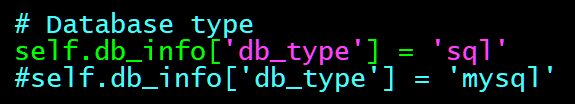 # Database type
self.db_info['db_type'] = 'sql'
#self.db_info['db_type'] = 'mysql'